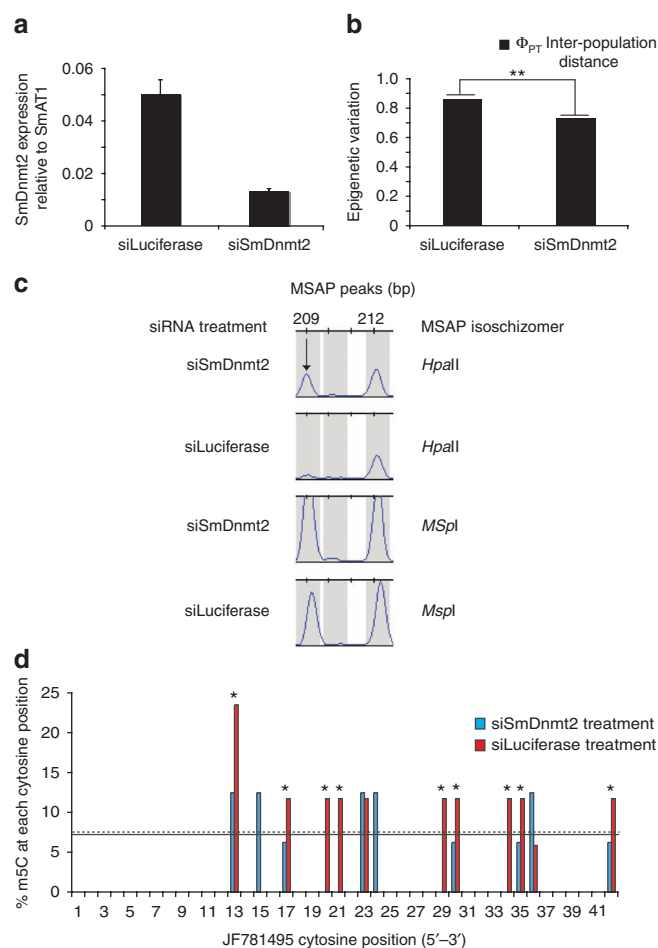 a
SmDnmt2 expression
relative to SmAT1
0.06
0.04
0.02
0
siLuciferase
siSmDnmt2
b
ΦPT Inter-population
distance
Epigenetic variation
1.0
0.8
0.6
0.4
0.2
0
**
siLuciferase
siSmDnmt2
c
MSAP peaks (bp)
siRNA treatment
209
212
MSAP isoschizomer
siSmDnmt2
HpaII
siLuciferase
HpaII
siSmDnmt2
MSpI
siLuciferase
MspI
d
% m5C at each cytosine position
25
20
15
10
5
0
* * * * * * * * *
siSmDnmt2 treatment
siLuciferase treatment
1 3 5 7 9 11 13 15 17 19 21 23 25 27 29 31 33 35 37 39 41
JF781495 cytosine position (5′–3′)